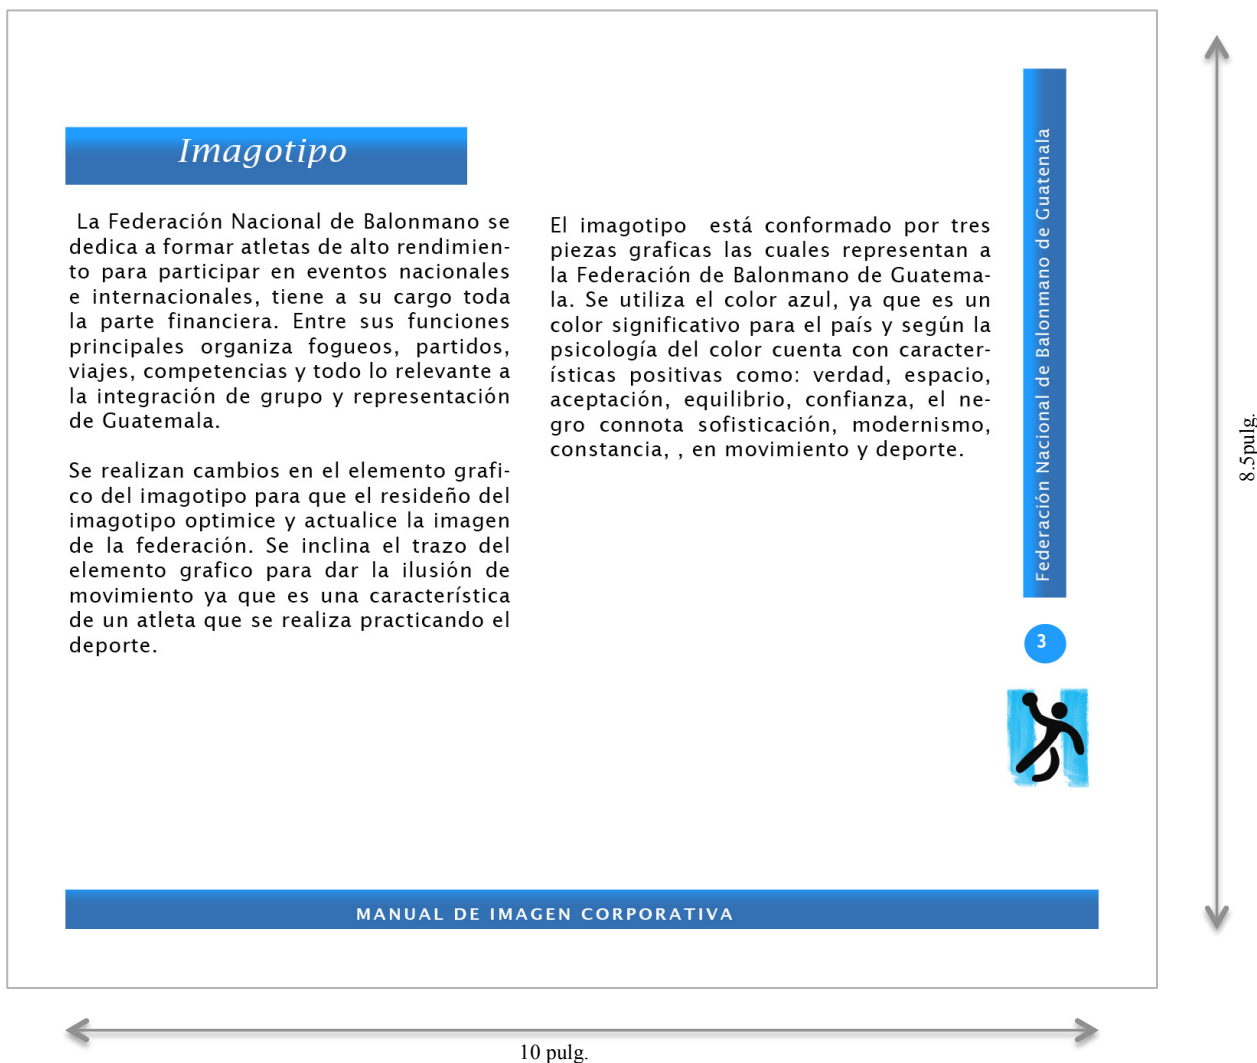 Imagotipo
La Federación Nacional de Balonmano se
dedica a formar atletas de alto rendimien-
to para participar en eventos nacionales
e internacionales, tiene a su cargo toda
la parte financiera. Entre sus funciones
principales organiza fogueos, partidos,
viajes, competencias y todo lo relevante a
la integración de grupo y representación
de Guatemala.
Se realizan cambios en el elemento grafi-
co del imagotipo para que el resideño del
imagotipo optimice y actualice la imagen
de la federación. Se inclina el trazo del
elemento grafico para dar la ilusión de
movimiento ya que es una característica
de un atleta que se realiza practicando el
deporte.
El imagotipo está conformado por tres
piezas graficas las cuales representan a
la Federación de Balonmano de Guatema-
la. Se utiliza el color azul, ya que es un
color significativo para el país y según la
psicología del color cuenta con caracter-
ísticas positivas como: verdad, espacio,
aceptación, equilibrio, confianza, el ne-
gro connota sofisticación, modernismo,
constancia, , en movimiento y deporte.
Federación Nacional de Balonmano de Guatenala
3
MANUAL DE IMAGEN CORPORATIVA
8.5pulg.
10 pulg.